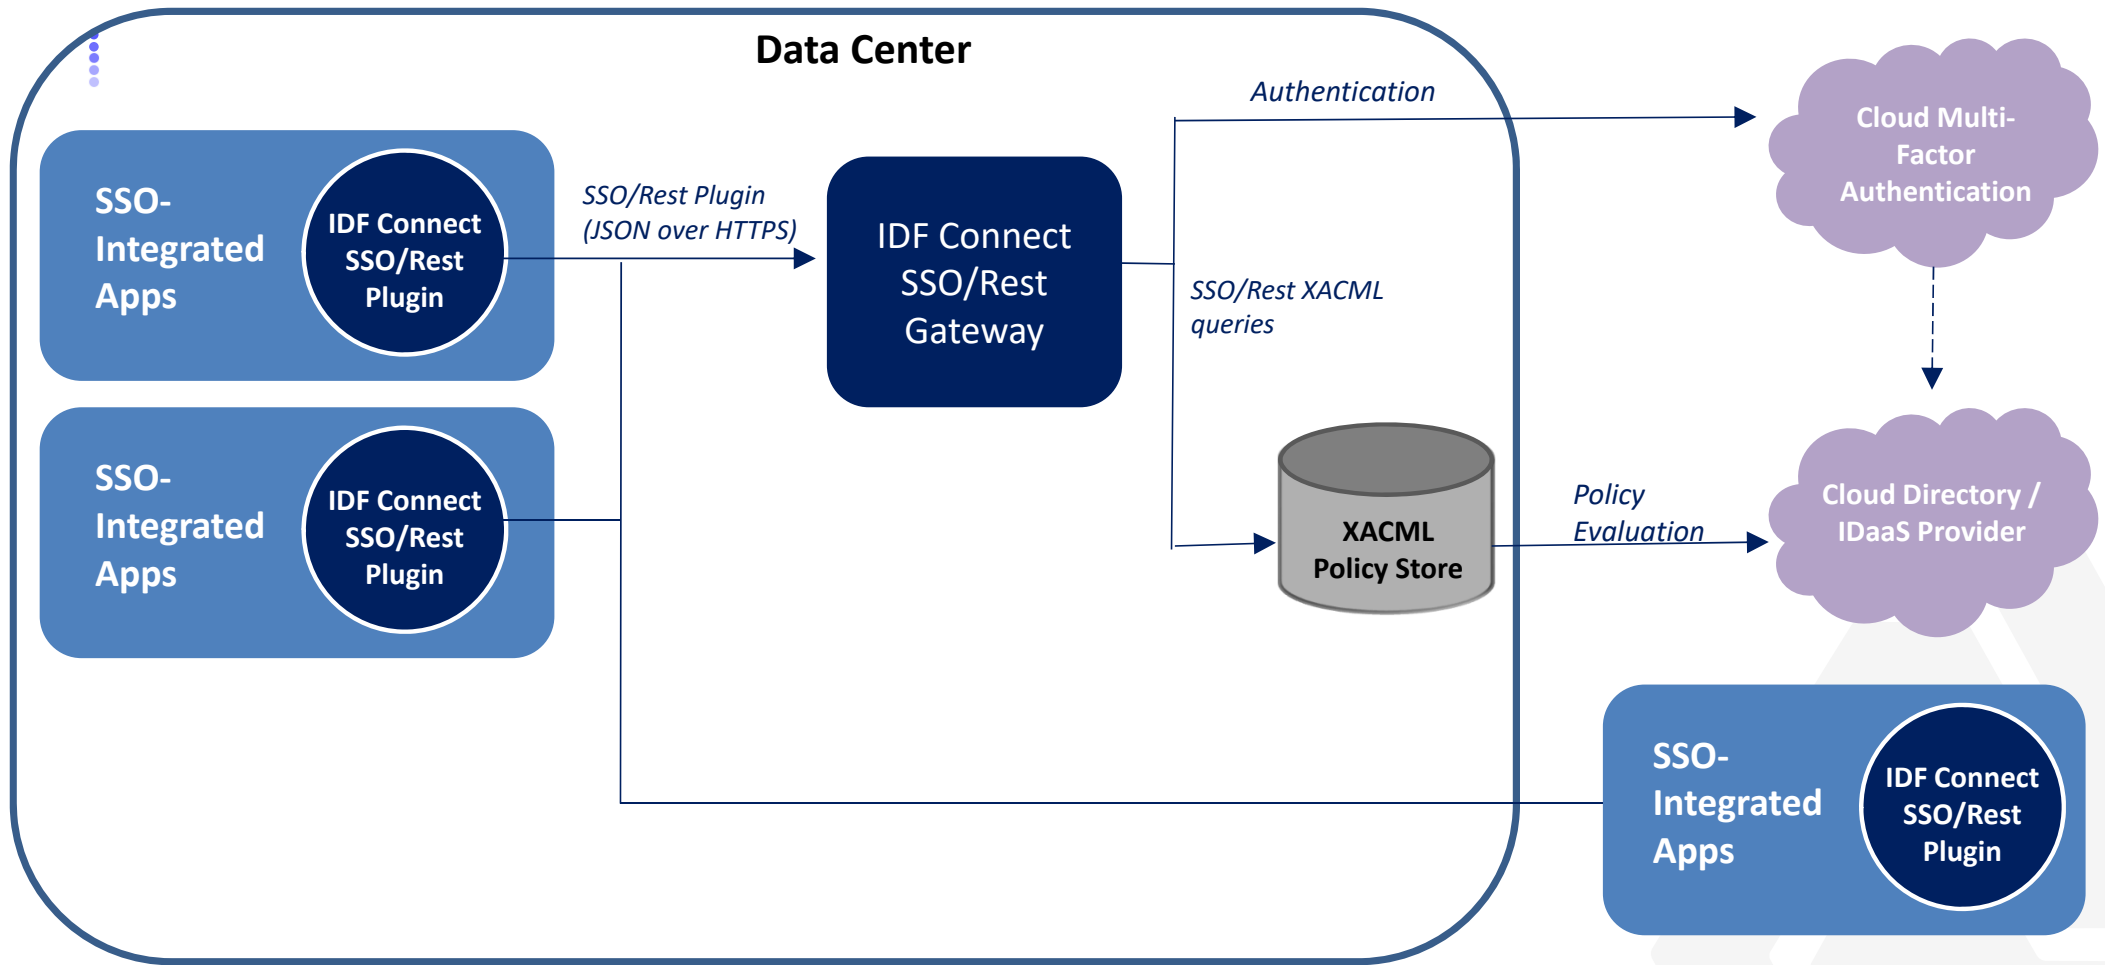 Data Center
Authentication
Cloud Multi-
Factor
Authentication
SSO-
Integrated
Apps
IDF Connect
SSO/Rest
Plugin
SSO/Rest Plugin
(JSON over HTTPS)
IDF Connect
SSO/Rest
Gateway
SSO/Rest XACML
queries
SSO-
Integrated
Apps
IDF Connect
SSO/Rest
Plugin
XACML
Policy Store
Policy
Evaluation
Cloud Directory /
IDaaS Provider
SSO-
Integrated
Apps
IDF Connect
SSO/Rest
Plugin